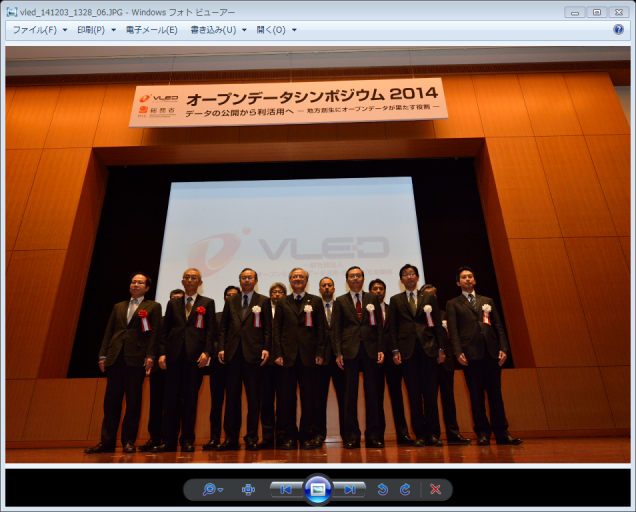 vled_141203_1328_06.JPG - Windows フォト ビューアー
ファイル(F) 印刷(P) 電子メール(E) 書き込み(U) 開く(O)
VLED オープンデータシンポジウム 2014
総務省 データの公開から利活用へ ― 地方創生にオープンデータが果たす役割 ―
VLED